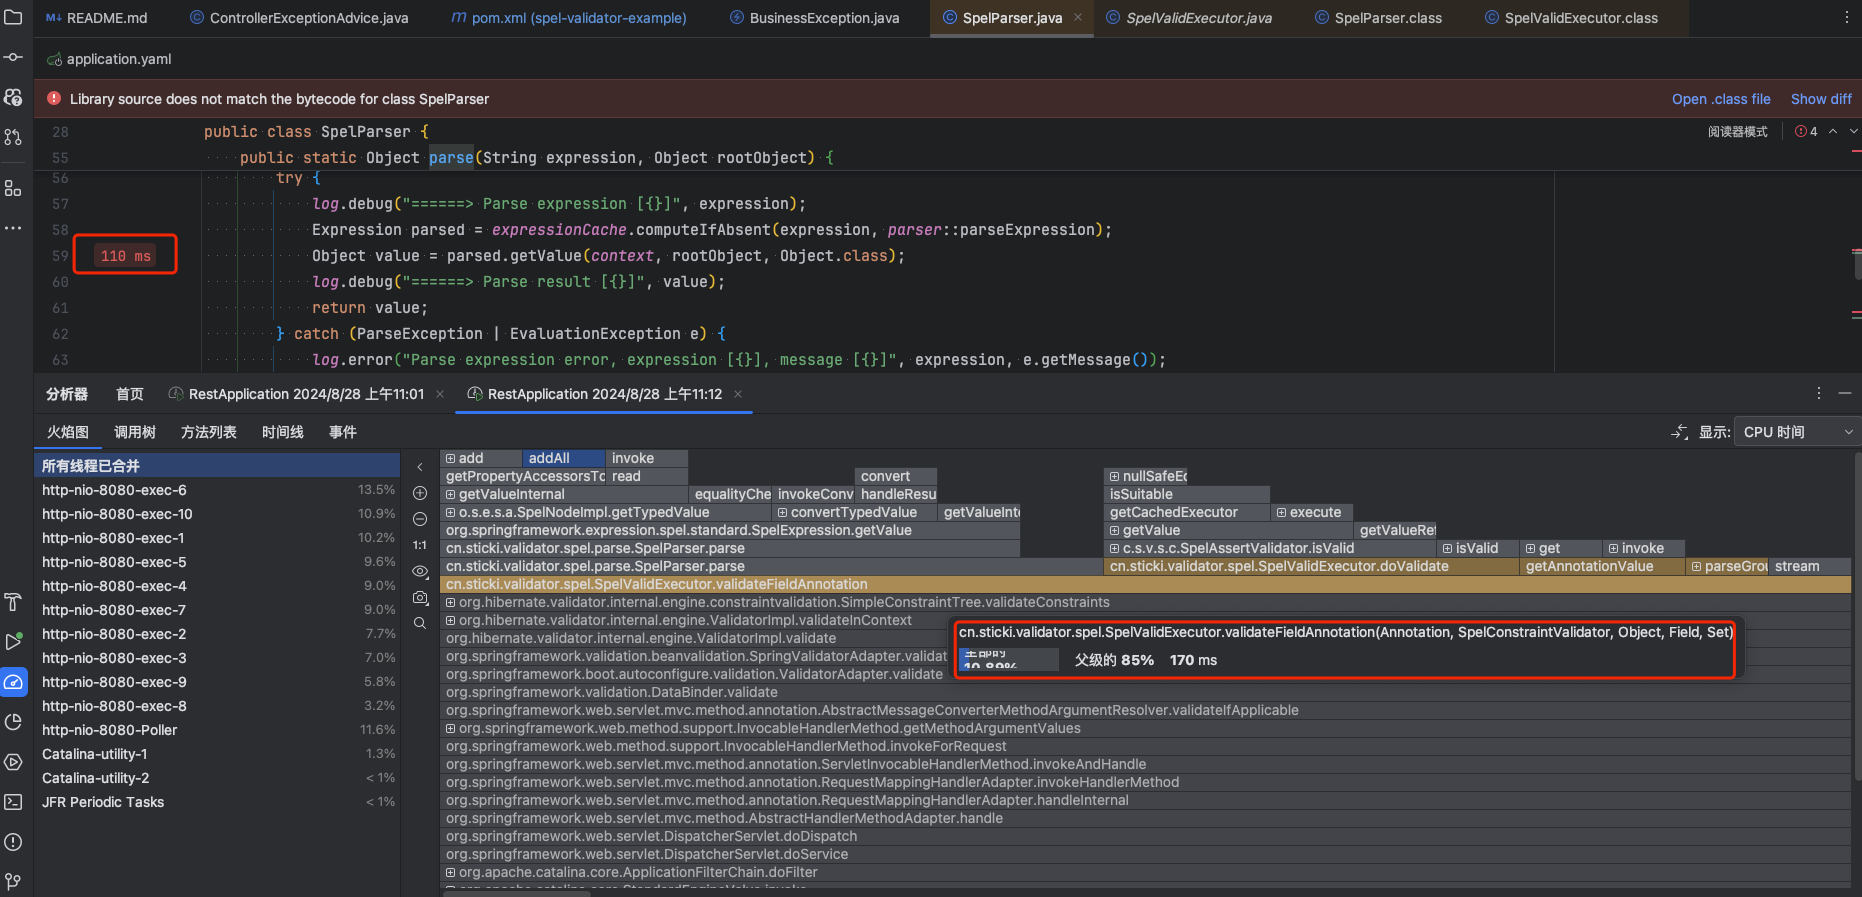 README.md
ControllerExceptionAdvice.java
pom.xml (spel-validator-example)
BusinessException.java
SpelParser.java
SpelValidExecutor.java
SpelParser.class
SpelValidExecutor.class
application.yaml
Library source does not match the bytecode for class SpelParser
Open .class file
Show diff
28 public class SpelParser {
阅读器模式
4
55 public static Object parse(String expression, Object rootObject) {
56 try {
57 log.debug("======> Parse expression [{}]", expression);
58 Expression parsed = expressionCache.computeIfAbsent(expression, parser::parseExpression);
59 110 ms Object value = parsed.getValue(context, rootObject, Object.class);
60 log.debug("======> Parse result [{}]", value);
61 return value;
62 } catch (ParseException | EvaluationException e) {
63 log.error("Parse expression error, expression [{}], message [{}]", expression, e.getMessage());
分析器
首页
RestApplication 2024/8/28 上午11:01
RestApplication 2024/8/28 上午11:12
火焰图
调用树
方法列表
时间线
事件
显示:
CPU 时间
所有线程已合并
http-nio-8080-exec-6 13.5%
http-nio-8080-exec-10 10.9%
http-nio-8080-exec-1 10.2%
http-nio-8080-exec-5 9.6%
http-nio-8080-exec-4 9.0%
http-nio-8080-exec-7 9.0%
http-nio-8080-exec-2 7.7%
http-nio-8080-exec-3 7.0%
http-nio-8080-exec-9 5.8%
http-nio-8080-exec-8 3.2%
http-nio-8080-Poller 11.6%
Catalina-utility-1 1.3%
Catalina-utility-2 < 1%
JFR Periodic Tasks < 1%
1:1
add addAll invoke
getPropertyAccessorsTo read convert nullSafeEq
getValueInternal equalityChe invokeConv handleResu isSuitable
o.s.e.s.a.SpelNodeImpl.getTypedValue convertTypedValue getValueInte getCachedExecutor execute
org.springframework.expression.spel.standard.SpelExpression.getValue getValue getValueRef
cn.sticki.validator.spel.parse.SpelParser.parse c.s.v.s.c.SpelAssertValidator.isValid isValid get invoke
cn.sticki.validator.spel.parse.SpelParser.parse cn.sticki.validator.spel.SpelValidExecutor.doValidate getAnnotationValue parseGrou stream
cn.sticki.validator.spel.SpelValidExecutor.validateFieldAnnotation
org.hibernate.validator.internal.engine.constraintvalidation.SimpleConstraintTree.validateConstraints
org.hibernate.validator.internal.engine.ValidatorImpl.validateInContext
org.hibernate.validator.internal.engine.ValidatorImpl.validate
org.springframework.validation.beanvalidation.SpringValidatorAdapter.validat
org.springframework.boot.autoconfigure.validation.ValidatorAdapter.validate
org.springframework.validation.DataBinder.validate
org.springframework.web.servlet.mvc.method.annotation.AbstractMessageConverterMethodArgumentResolver.validateIfApplicable
org.springframework.web.method.support.InvocableHandlerMethod.getMethodArgumentValues
org.springframework.web.method.support.InvocableHandlerMethod.invokeForRequest
org.springframework.web.servlet.mvc.method.annotation.ServletInvocableHandlerMethod.invokeAndHandle
org.springframework.web.servlet.mvc.method.annotation.RequestMappingHandlerAdapter.invokeHandlerMethod
org.springframework.web.servlet.mvc.method.annotation.RequestMappingHandlerAdapter.handleInternal
org.springframework.web.servlet.mvc.method.AbstractHandlerMethodAdapter.handle
org.springframework.web.servlet.DispatcherServlet.doDispatch
org.springframework.web.servlet.DispatcherServlet.doService
org.apache.catalina.core.ApplicationFilterChain.doFilter
cn.sticki.validator.spel.SpelValidExecutor.validateFieldAnnotation(Annotation, SpelConstraintValidator, Object, Field, Set)
全部的
10.89%
父级的 85% 170 ms